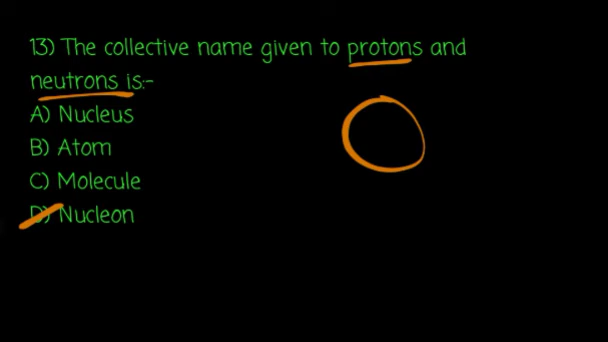 13) The collective name given to protons and
neutrons is:-
A) Nucleus
B) Atom
C) Molecule
D) Nucleon